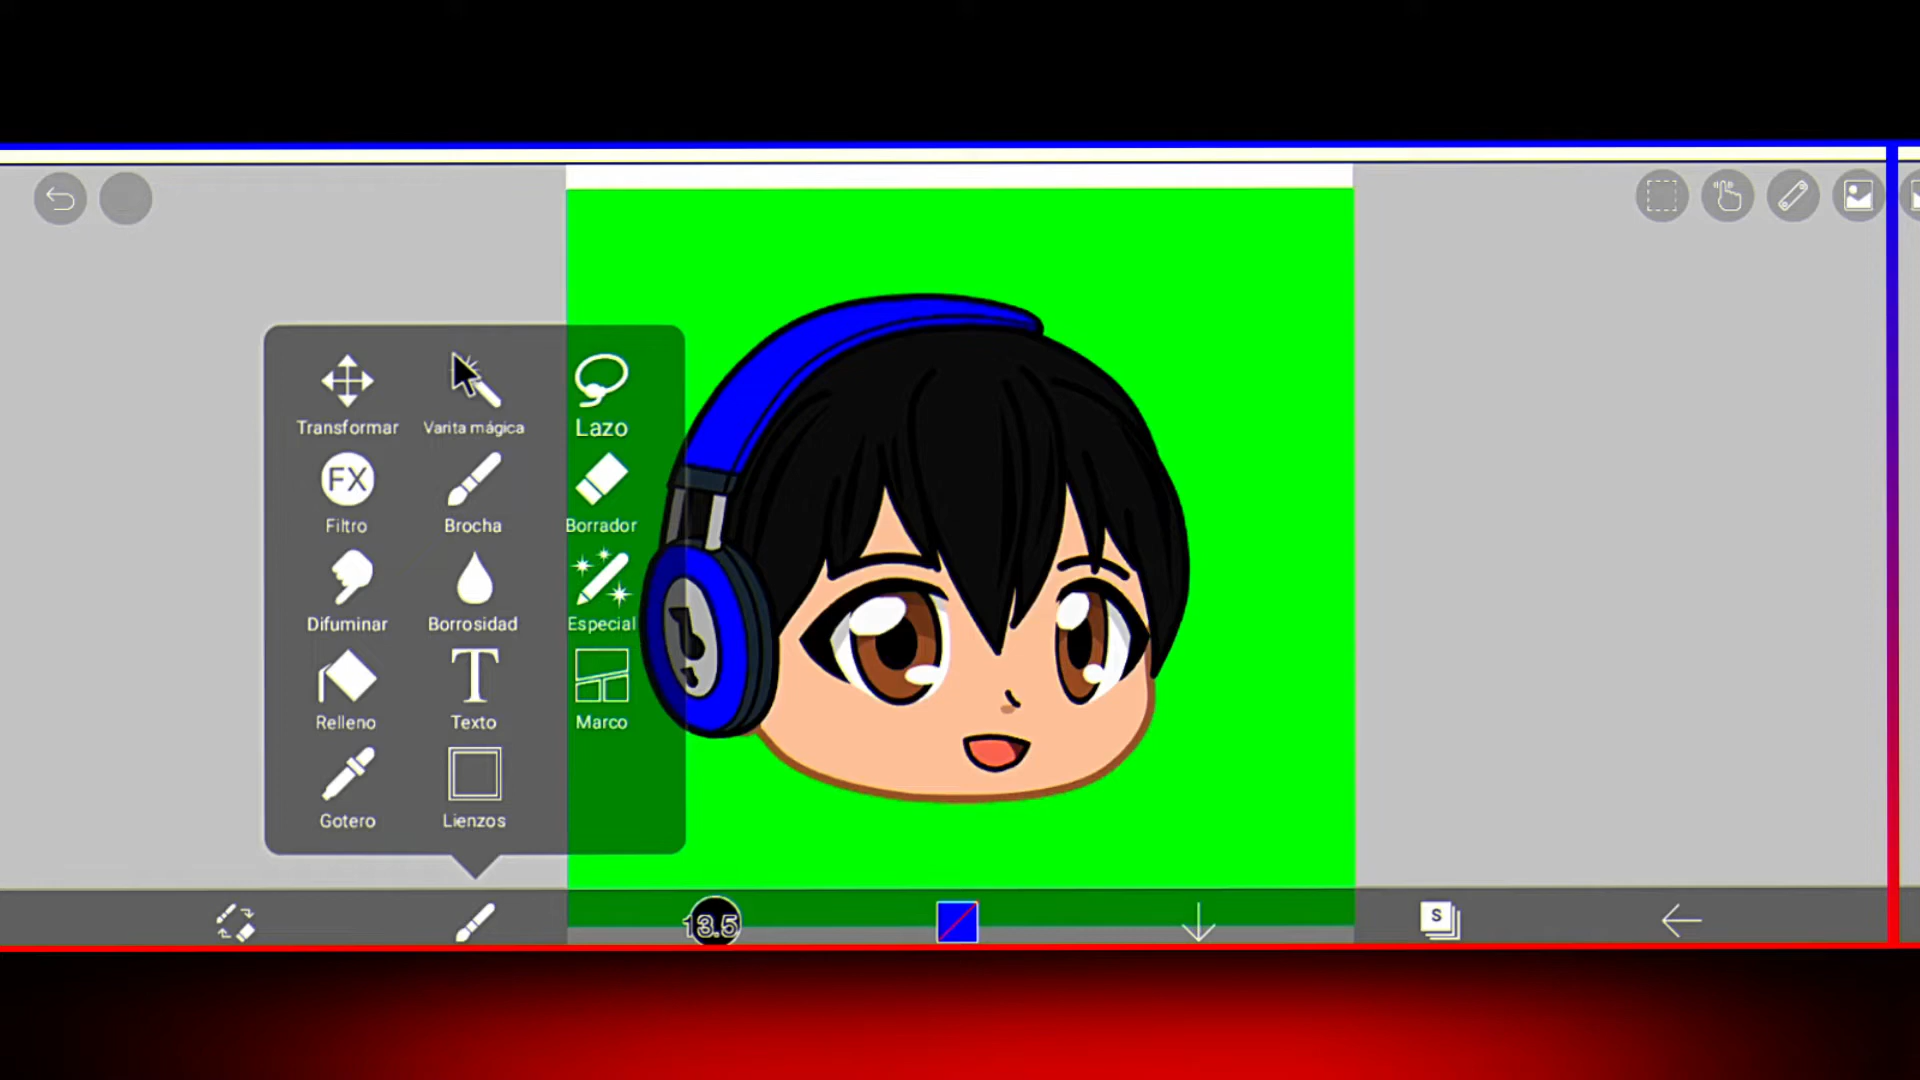 Transformar Varita mágica Lazo
FX
Filtro Brocha Borrador
Difuminar Borrosidad Especial
T
Relleno Texto Marco
Gotero Lienzos
13.5 S